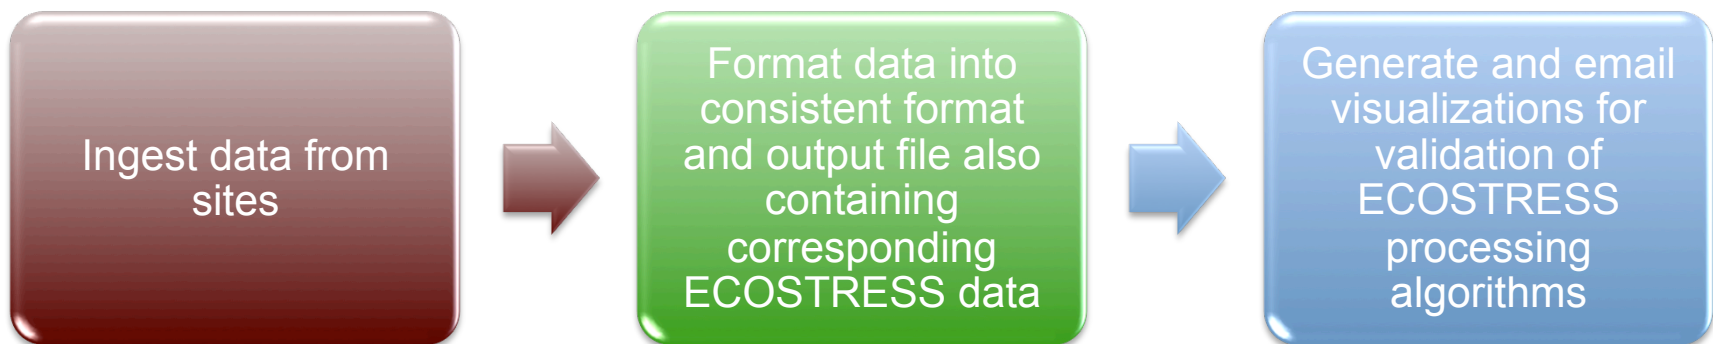 Ingest data from
sites
Format data into
consistent format
and output file also
containing
corresponding
ECOSTRESS data
Generate and email
visualizations for
validation of
ECOSTRESS
processing
algorithms